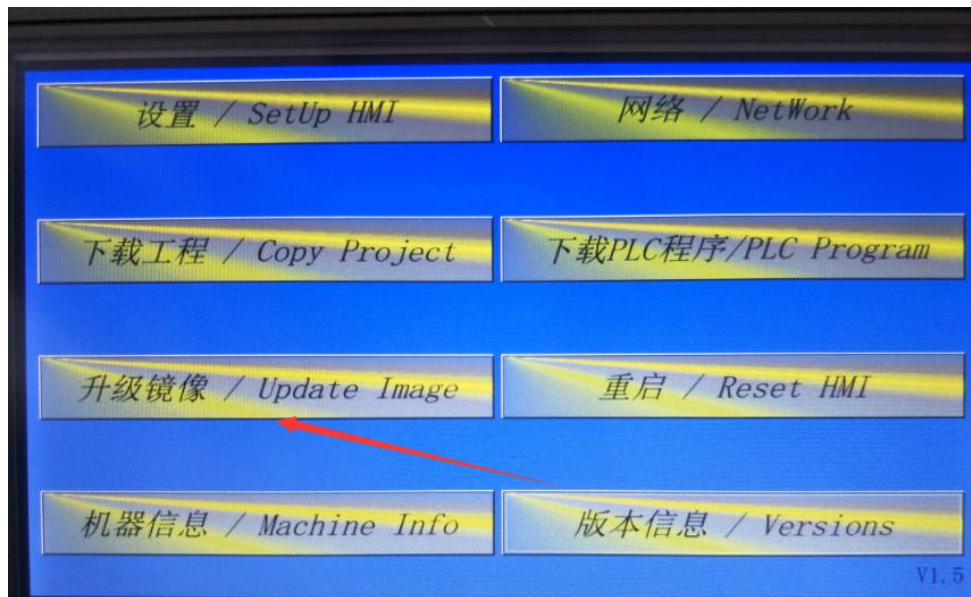 设置 / SetUp HMI
网络 / NetWork
下载工程 / Copy Project
下载PLC程序/PLC Program
升级镜像 / Update Image
重启 / Reset HMI
机器信息 / Machine Info
版本信息 / Versions
V1.5